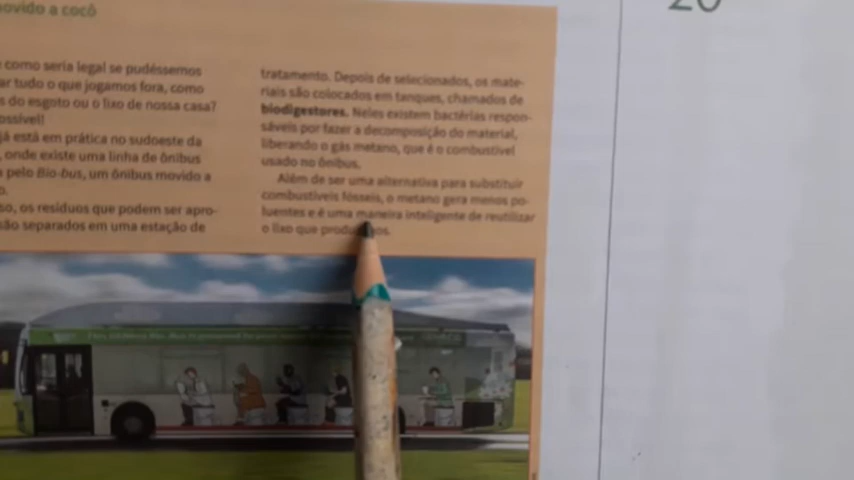 ovido a cocô
20
como seria legal se pudéssemos
ar tudo o que jogamos fora, como
s do esgoto ou o lixo de nossa casa?
ossível!
já está em prática no sudoeste da
, onde existe uma linha de ônibus
a pelo Bio-bus, um ônibus movido a
o.
so, os resíduos que podem ser apro-
são separados em uma estação de
tratamento. Depois de selecionados, os mate-
riais são colocados em tanques, chamados de
biodigestores. Neles existem bactérias respon-
sáveis por fazer a decomposição do material,
liberando o gás metano, que é o combustível
usado no ônibus.
Além de ser uma alternativa para substituir
combustíveis fósseis, o metano gera menos po-
luentes e é uma maneira inteligente de reutilizar
o lixo que